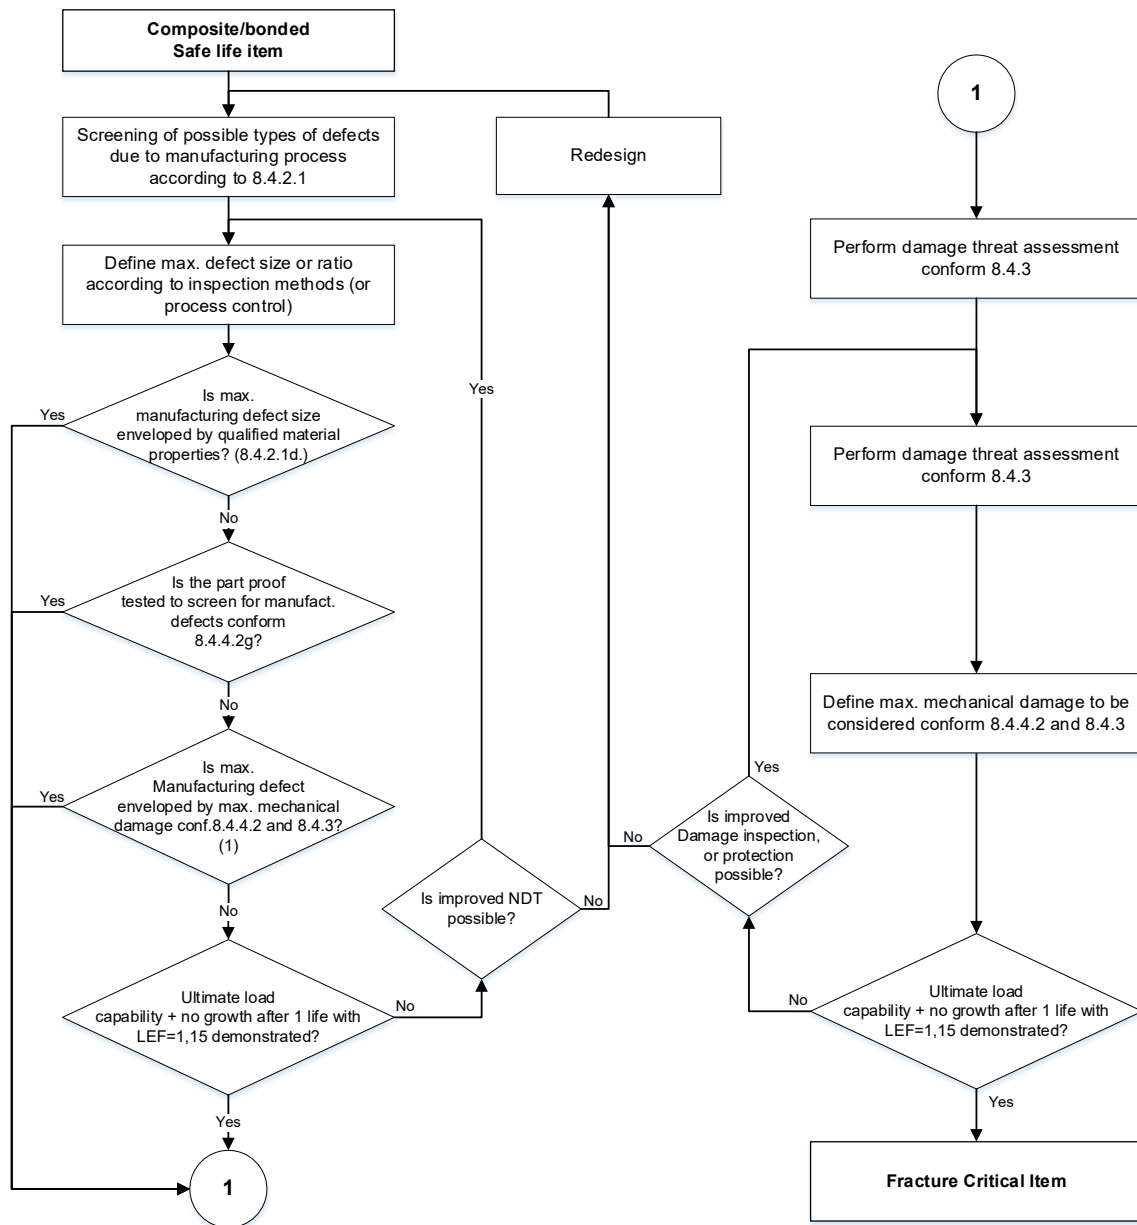 Composite/bonded
Safe life item
Screening of possible types of defects
due to manufacturing process
according to 8.4.2.1
Define max. defect size or ratio
according to inspection methods (or
process control)
Is max.
manufacturing defect size
enveloped by qualified material
properties? (8.4.2.1d.)
Yes
No
Is the part proof
tested to screen for manufact.
defects conform
8.4.4.2g?
Yes
No
Is max.
Manufacturing defect
enveloped by max. mechanical
damage conf.8.4.4.2 and 8.4.3?
(1)
Yes
No
Ultimate load
capability + no growth after 1 life with
LEF=1,15 demonstrated?
No
Yes
1
Is improved NDT
possible?
Yes
No
Redesign
1
Perform damage threat assessment
conform 8.4.3
Perform damage threat assessment
conform 8.4.3
Define max. mechanical damage to be
considered conform 8.4.4.2 and 8.4.3
Yes
Is improved
Damage inspection,
or protection
possible?
No
No
Ultimate load
capability + no growth after 1 life with
LEF=1,15 demonstrated?
Yes
Fracture Critical Item